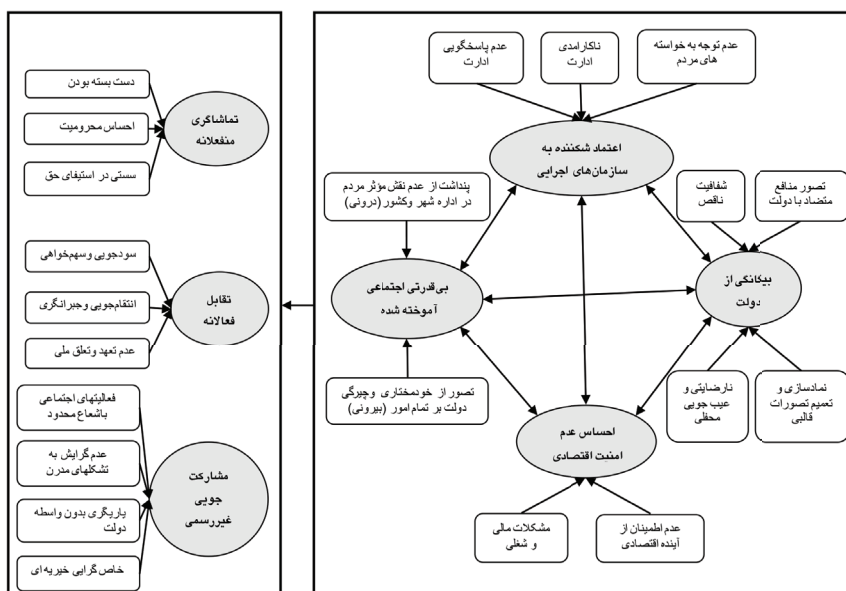 عدم توجه به خواسته
های مردم
ناکارامدی
ادارت
عدم پاسخگویی
ادارت
اعتماد شکننده به
سازمان‌های اجرایی
تصور منافع
متضاد با دولت
شفافیت
ناقص
بیگانگی از
دولت
نمادسازی و
تعمیم تصورات
قالبی
نارضایتی و
عیب جویی
محفلی
پنداشت از عدم نقش مؤثر مردم
در اداره شهر وکشور (درونی)
بی‌قدرتی اجتماعی
آموخته شده
تصور از خودمختاری وچیرگی
دولت بر تمام امور (بیرونی)
احساس عدم
امنیت اقتصادی
عدم اطمینان از
آینده اقتصادی
مشکلات مالی
و شغلی
دست بسته بودن
احساس محرومیت
سستی در استیفای حق
تماشاگری
منفعلانه
سودجویی وسهم‌خواهی
انتقام‌جویی وجبرانگری
عدم تعهد وتعلق ملی
تقابل
فعالانه
فعالیتهای اجتماعی
باشعاع محدود
عدم گرایش به
تشکلهای مدرن
یاریگری بدون واسطه
دولت
خاص گرایی خیریه ای
مشارکت
جویی
غیررسمی